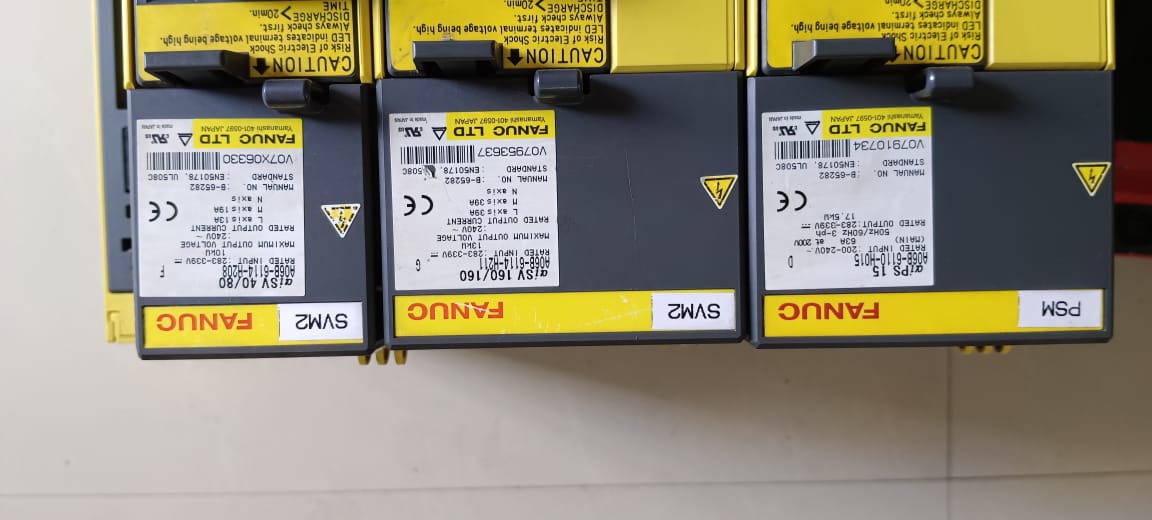 PSM
FANUC
αiPS 15
A06B-6110-H015
D
RATED INPUT :200-240V~
(MAIN) 63A at 200V
50Hz/60Hz 3-ph
RATED OUTPUT :283-339V
17.5kW
MANUAL NO. :B-65282
STANDARD :EN50178, UL508C
V07910734
FANUC LTD
Yamanashi 401-0597 JAPAN
made in JAPAN
CAUTION
Risk of Electric Shock
LED indicates terminal voltage being high.
Always check first.
DISCHARGE >20min.
SVM2
FANUC
αiSV 160/160
A06B-6114-H211
G
RATED INPUT :283-339V
13kW
MAXIMUM OUTPUT VOLTAGE
:240V~
RATED OUTPUT CURRENT
L axis 39A
M axis 39A
N axis
MANUAL NO. :B-65282
STANDARD :EN50178, 508C
V07953637
FANUC LTD
Yamanashi 401-0597 JAPAN
made in JAPAN
CAUTION
Risk of Electric Shock
LED indicates terminal voltage being high.
Always check first.
DISCHARGE >20min.
TIME
SVM2
FANUC
αiSV 40/80
A06B-6114-H208
F
RATED INPUT :283-339V
10kW
MAXIMUM OUTPUT VOLTAGE
:240V~
RATED OUTPUT CURRENT
L axis 13A
M axis 19A
N axis
MANUAL NO. :B-65282
STANDARD :EN50178, UL508C
V07X06330
FANUC LTD
Yamanashi 401-0597 JAPAN
made in JAPAN
CAUTION
Risk of Electric Shock
LED indicates terminal voltage being high.
Always check first.
DISCHARGE >20min.
TIME